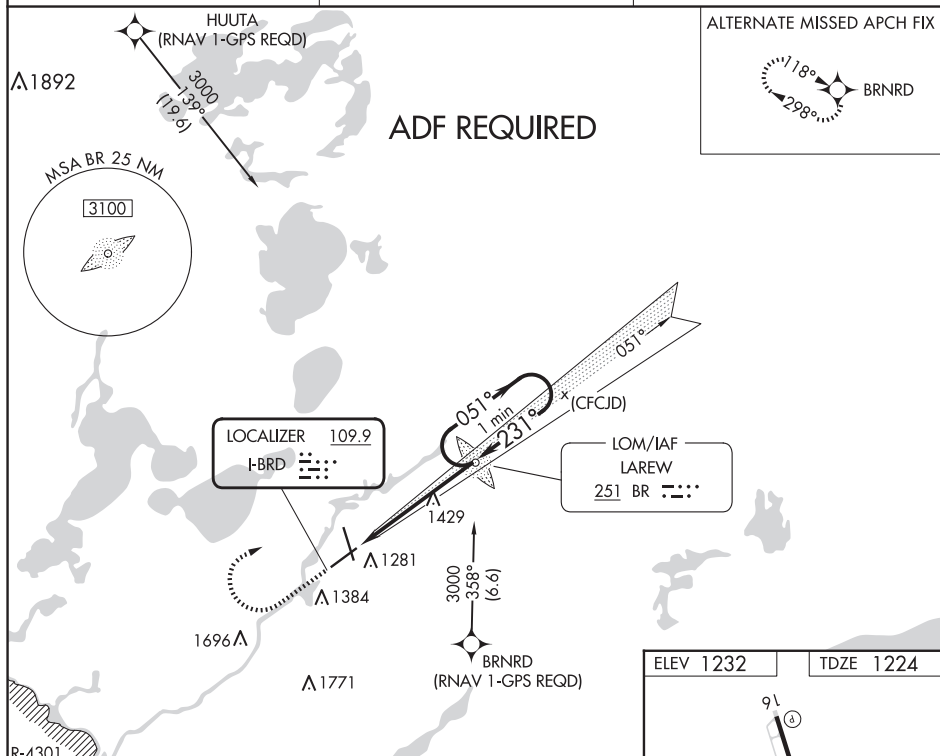 HUUTA
(RNAV 1-GPS REQD)
3000
139°
(19.6)
1892
ADF REQUIRED
ALTERNATE MISSED APCH FIX
118°
298°
BRNRD
MSA BR 25 NM
3100
051°
051°
1 min
231°
(CFCJD)
LOCALIZER 109.9
I-BRD
LOM/IAF
LAREW
251 BR
1429
1281
1384
1696
1771
3000
358°
(6.6)
BRNRD
(RNAV 1-GPS REQD)
R-4301
ELEV 1232
TDZE 1224
16
P